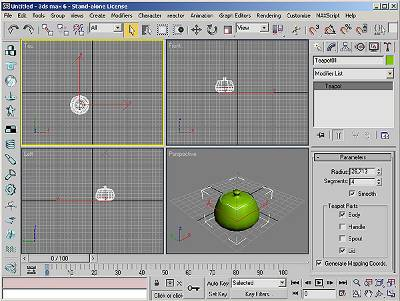 Untitled - 3ds max 6 - Stand-alone License
File Edit Tools Group Views Create Modifiers Character reactor Animation Graph Editors Rendering Customize MAXScript Help
All
View
Top
Front
Left
Perspective
Teapot01
Modifier List
Teapot
Parameters
Radius: 26,213
Segments: 4
Smooth
Teapot Parts
Body
Handle
Spout
Lid
Generate Mapping Coords.
0 / 100
0 10 20 30 40 50 60 70 80 90 100
Click or clic
Auto Key Selected
Set Key Key Filters...
0